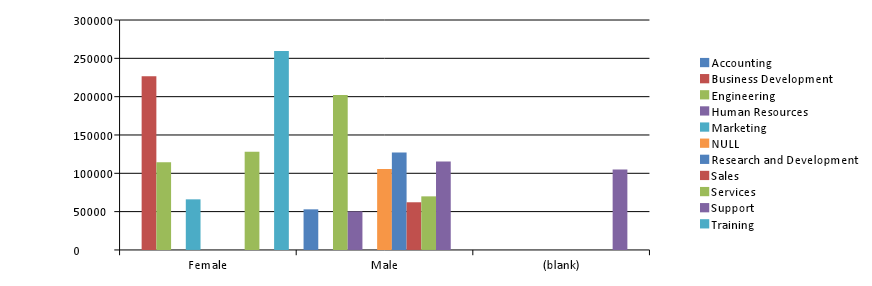 300000
250000
200000
150000
100000
50000
0
Female
Male
(blank)
Accounting
Business Development
Engineering
Human Resources
Marketing
NULL
Research and Development
Sales
Services
Support
Training